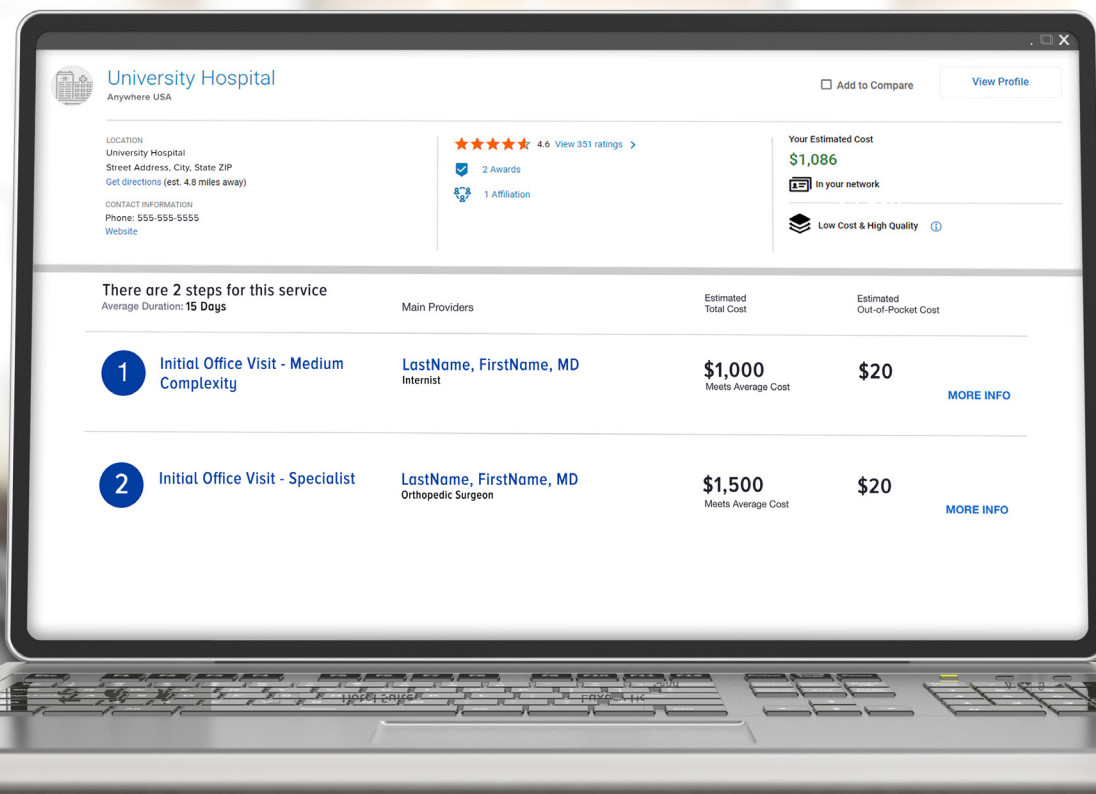 X
University Hospital
Anywhere USA
Add to Compare
View Profile
LOCATION
University Hospital
Street Address, City, State ZIP
Get directions (est. 4.8 miles away)
CONTACT INFORMATION
Phone: 555-555-5555
Website
4.6 View 351 ratings >
2 Awards
1 Affiliation
Your Estimated Cost
$1,086
In your network
Low Cost & High Quality
There are 2 steps for this service
Average Duration: 15 Days
Main Providers
Estimated
Total Cost
Estimated
Out-of-Pocket Cost
1
Initial Office Visit - Medium
Complexity
LastName, FirstName, MD
Internist
$1,000
Meets Average Cost
$20
MORE INFO
2
Initial Office Visit - Specialist
LastName, FirstName, MD
Orthopedic Surgeon
$1,500
Meets Average Cost
$20
MORE INFO